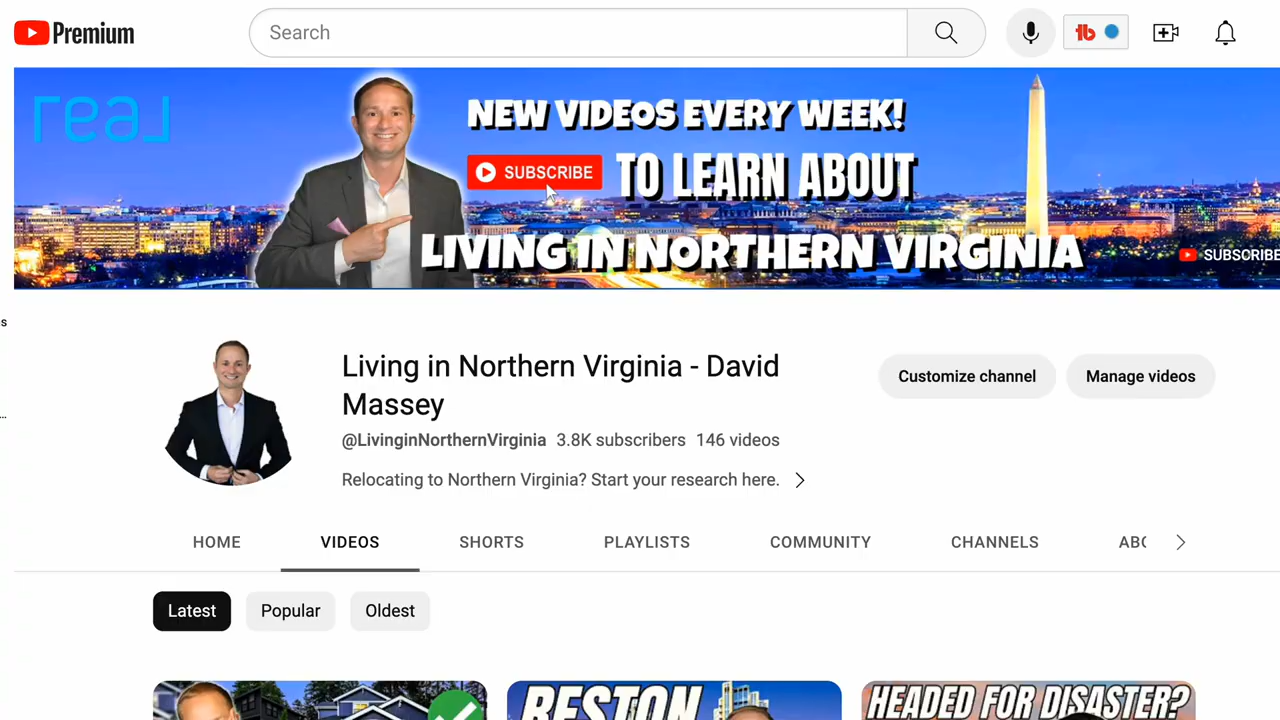 Premium
Search
real
NEW VIDEOS EVERY WEEK!
SUBSCRIBE
TO LEARN ABOUT
LIVING IN NORTHERN VIRGINIA
SUBSCRIBE
s
Living in Northern Virginia - David
Massey
Customize channel
Manage videos
@LivinginNorthernVirginia 3.8K subscribers 146 videos
Relocating to Northern Virginia? Start your research here.
...
HOME
VIDEOS
SHORTS
PLAYLISTS
COMMUNITY
CHANNELS
ABO
Latest
Popular
Oldest
RESTON
HEADED FOR DISASTER?